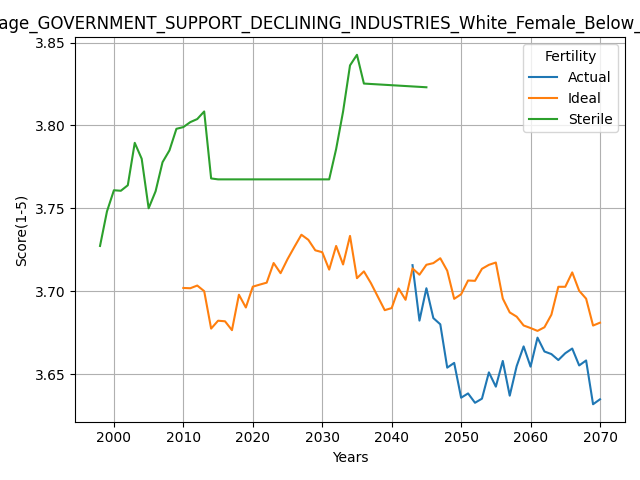 age_GOVERNMENT_SUPPORT_DECLINING_INDUSTRIES_White_Female_Below_
3.85
3.80
3.75
3.70
3.65
Score(1-5)
Fertility
Actual
Ideal
Sterile
2000 2010 2020 2030 2040 2050 2060 2070
Years